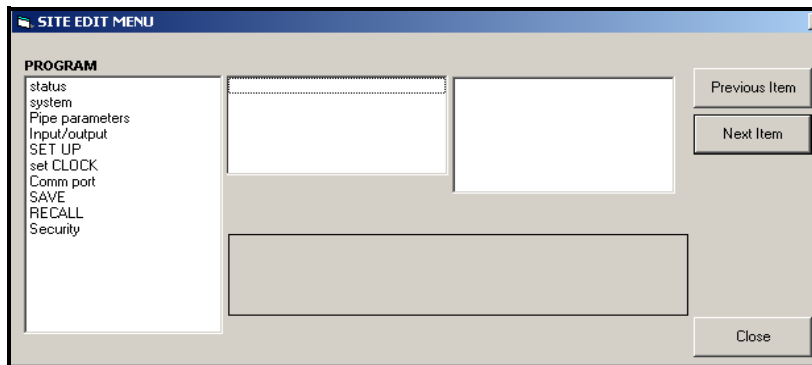 SITE EDIT MENU
PROGRAM
status
system
Pipe parameters
Input/output
SET UP
set CLOCK
Comm port
SAVE
RECALL
Security
Previous Item
Next Item
Close